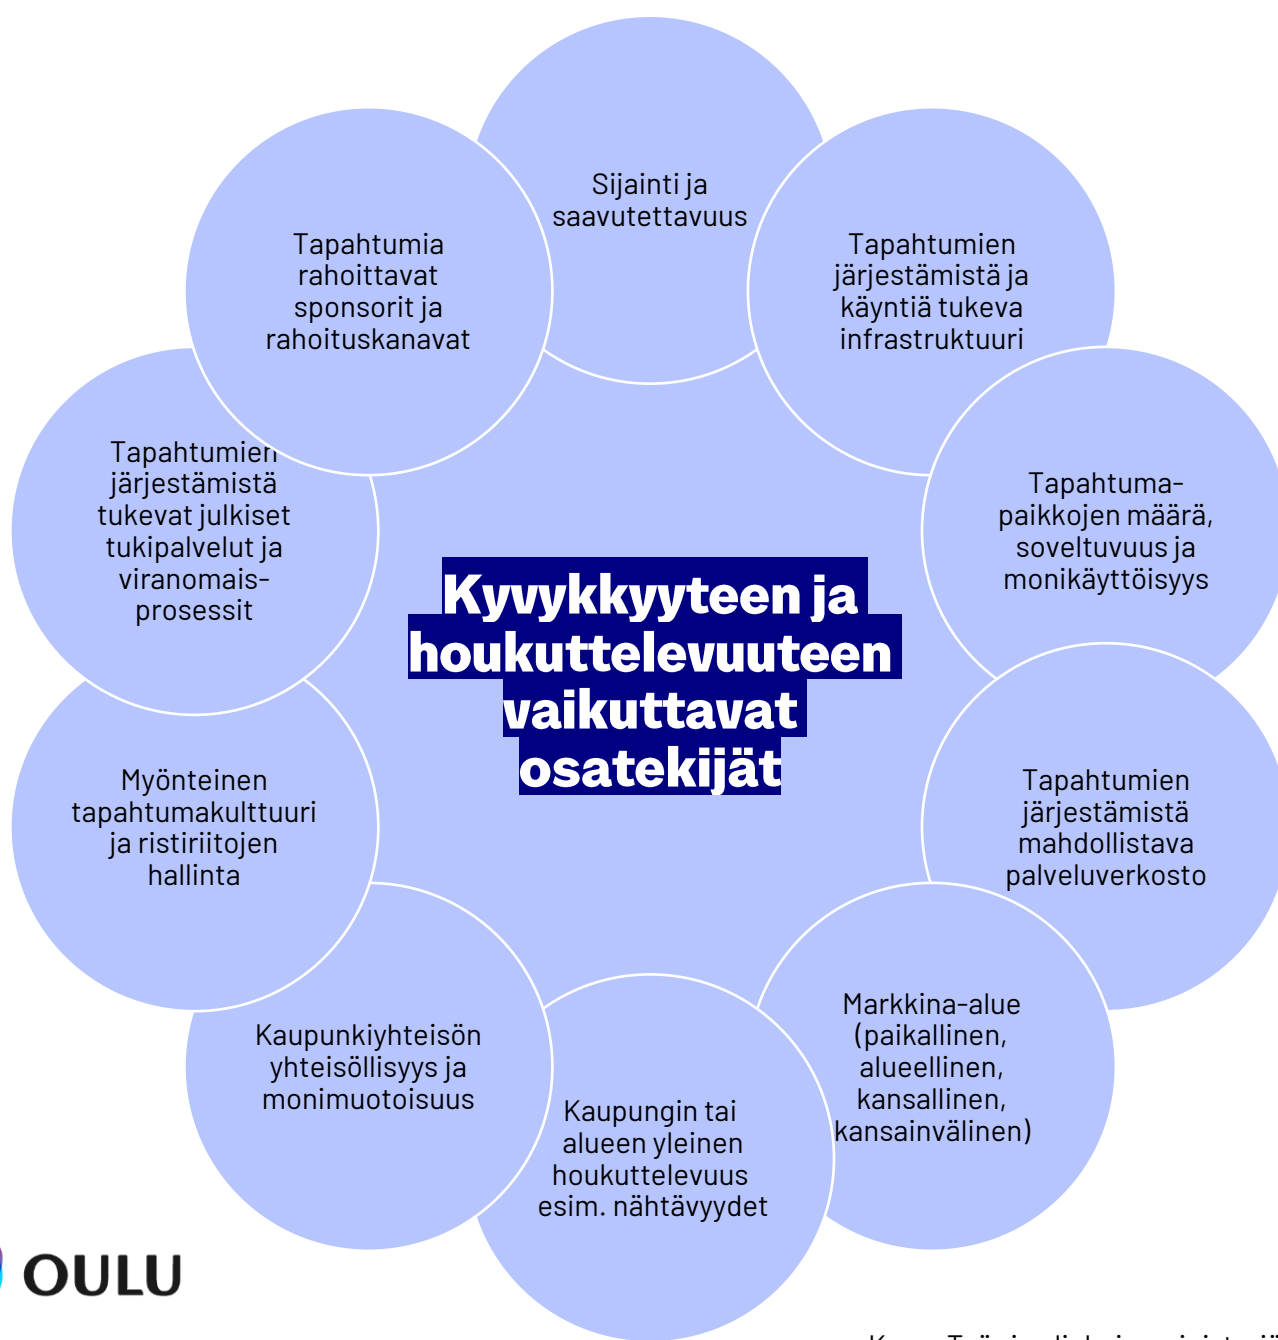 Sijainti ja
saavutettavuus
Tapahtumien
järjestämistä ja
käyntiä tukeva
infrastruktuuri
Tapahtuma-
paikkojen määrä,
soveltuvuus ja
monikäyttöisyys
Tapahtumien
järjestämistä
mahdollistava
palveluverkosto
Markkina-alue
(paikallinen,
alueellinen,
kansallinen,
kansainvälinen)
Kaupungin tai
alueen yleinen
houkuttelevuus
esim. nähtävyydet
Kaupunkiyhteisön
yhteisöllisyys ja
monimuotoisuus
Myönteinen
tapahtumakulttuuri
ja ristiriitojen
hallinta
Tapahtumien
järjestämistä
tukevat julkiset
tukipalvelut ja
viranomais-
prosessit
Tapahtumia
rahoittavat
sponsorit ja
rahoituskanavat
Kyvykkyyteen ja
houkuttelevuuteen
vaikuttavat
osatekijät
OULU